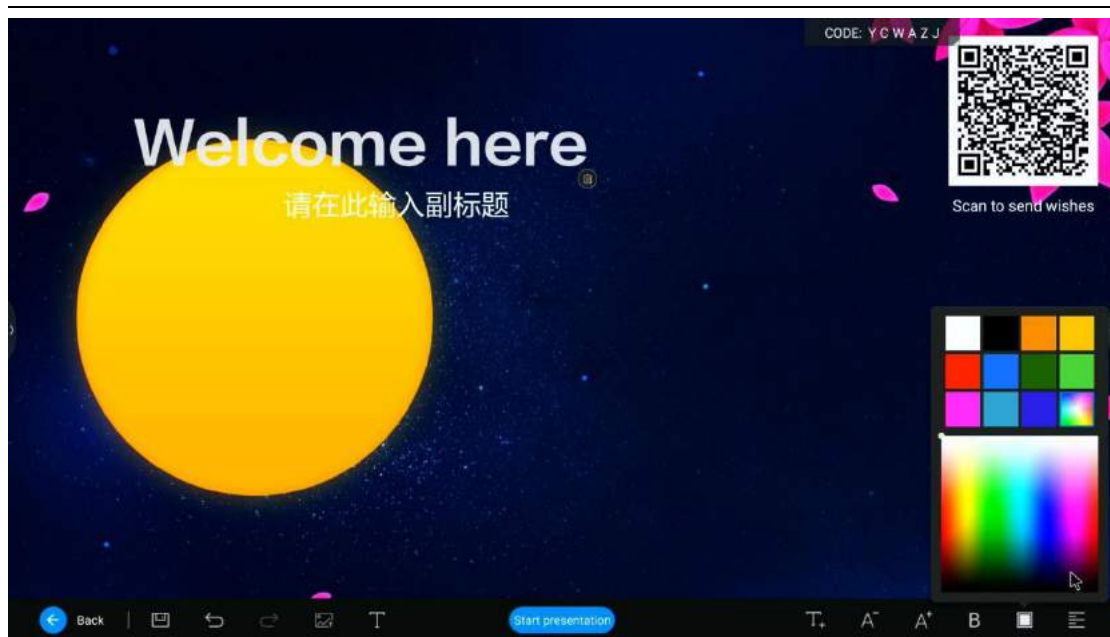 CODE: Y C W A Z J
Welcome here
请在此输入副标题
Scan to send wishes
Back
Start presentation
T
T+
A-
A+
B